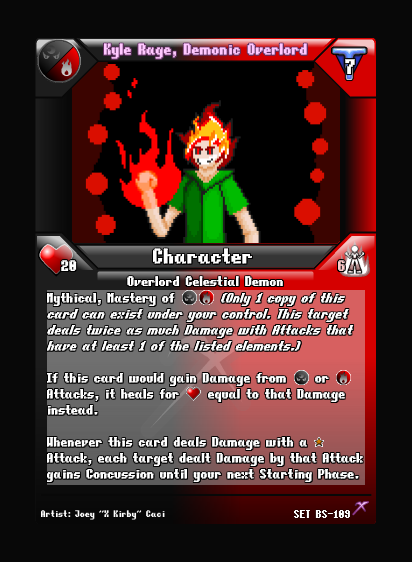 Kyle Rage, Demonic Overlord
7
Character
20
6
Overlord Celestial Demon
Mythical, Mastery of (Only 1 copy of this
card can exist under your control. This target
deals twice as much Damage with Attacks that
have at least 1 of the listed elements.)
If this card would gain Damage from or
Attacks, it heals for equal to that Damage
instead.
Whenever this card deals Damage with a
Attack, each target dealt Damage by that Attack
gains Concussion until your next Starting Phase.
Artist: Joey "X Kirby" Caci
SET BS-109